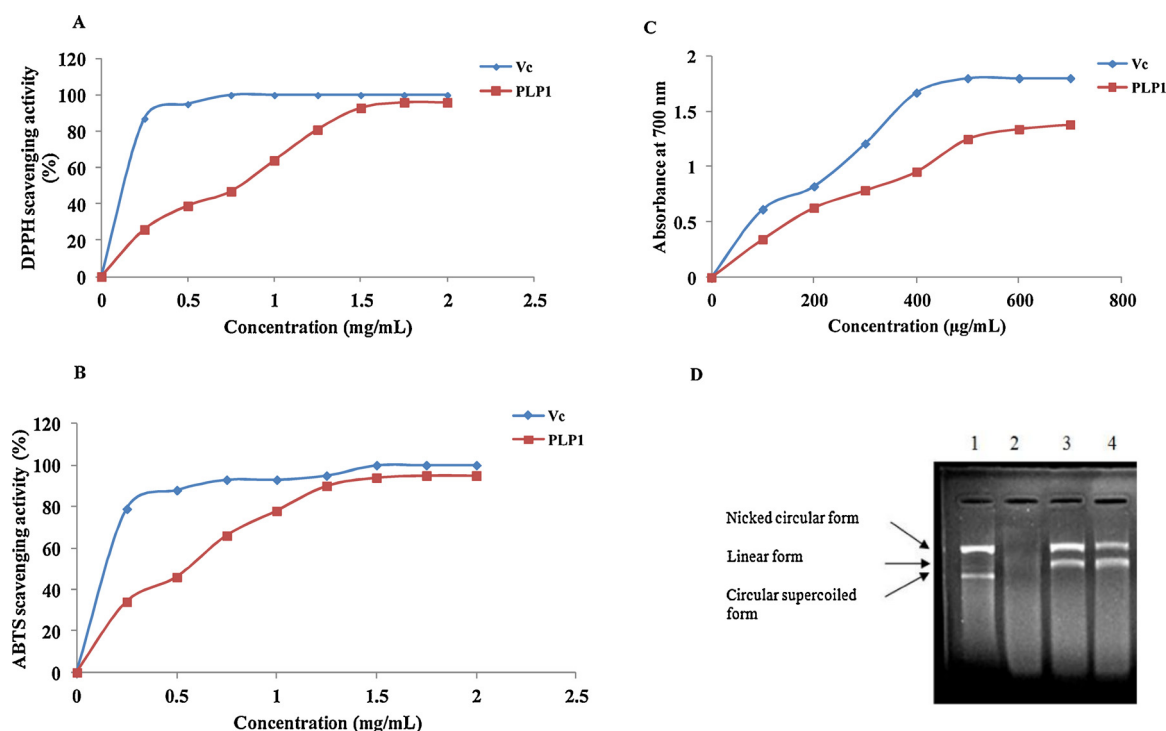 A
DPPH scavenging activity
(%)
120
100
80
60
40
20
0
0
0.5
1
1.5
2
2.5
Concentration (mg/mL)
Vc
PLP1
B
ABTS scavenging activity (%)
120
100
80
60
40
20
0
0
0.5
1
1.5
2
2.5
Concentration (mg/mL)
Vc
PLP1
C
Absorbance at 700 nm
2
1.5
1
0.5
0
0
200
400
600
800
Concentration (µg/mL)
Vc
PLP1
D
1 2 3 4
Nicked circular form
Linear form
Circular supercoiled
form